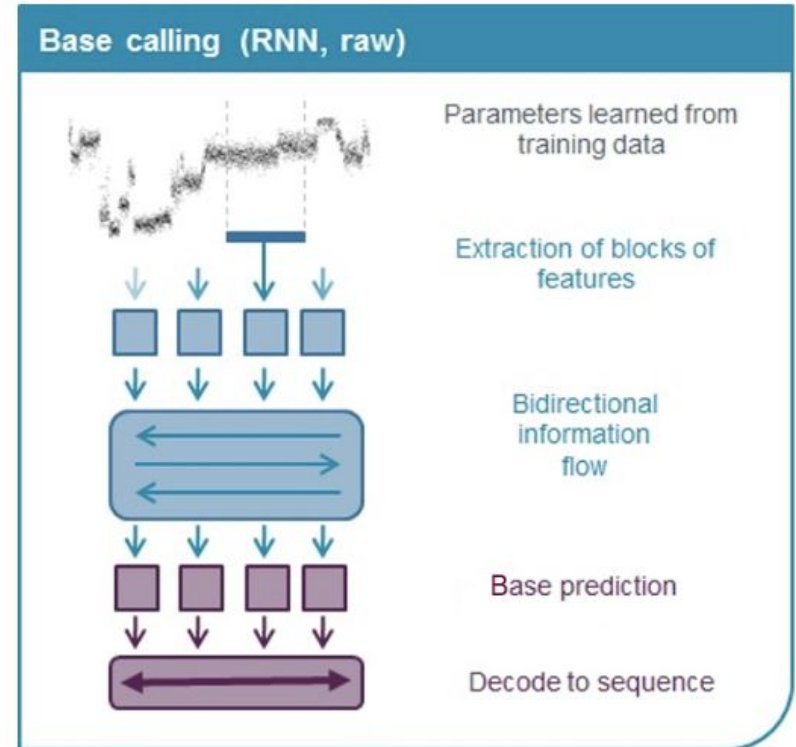 Base calling (RNN, raw)
Parameters learned from
training data
Extraction of blocks of
features
Bidirectional
information
flow
Base prediction
Decode to sequence